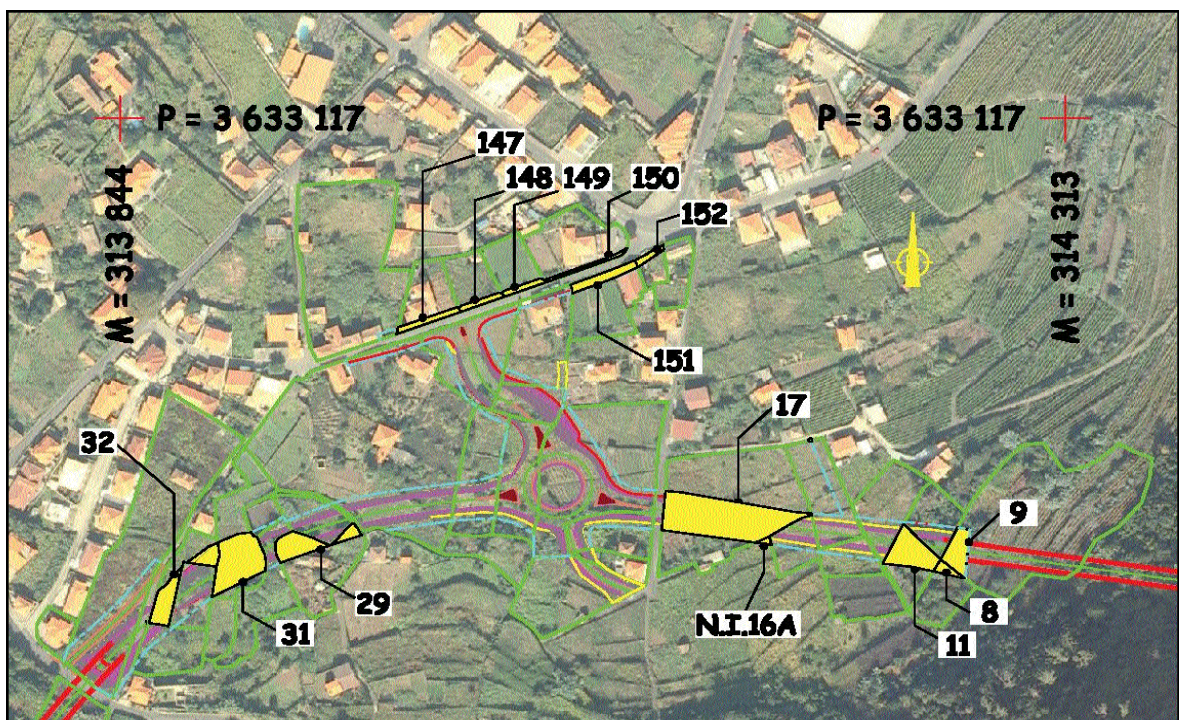 P = 3 633 117
P = 3 633 117
M = 313 844
M = 314 313
147
148
149
150
152
151
17
32
9
29
31
N.I.16A
8
11